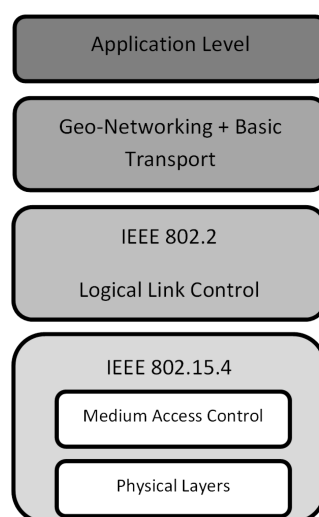 Application Level
Geo-Networking + Basic
Transport
IEEE 802.2
Logical Link Control
IEEE 802.15.4
Medium Access Control
Physical Layers